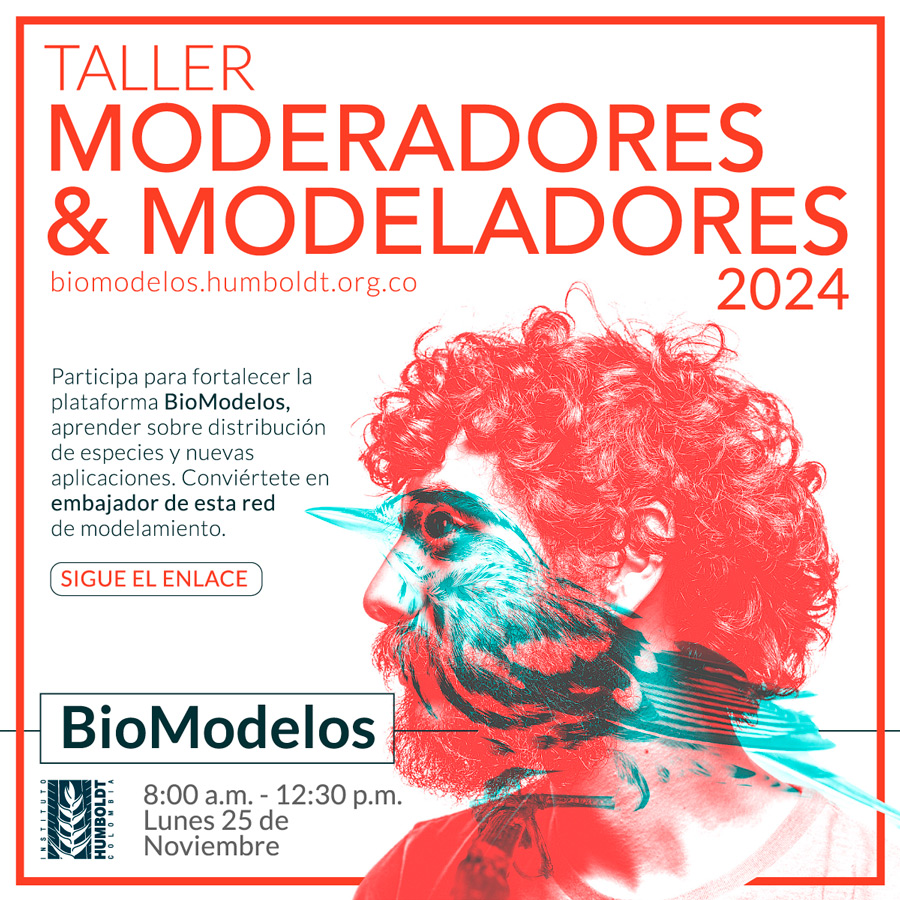 TALLER
MODERADORES
& MODELADORES
biomodelos.humboldt.org.co
2024
Participa para fortalecer la
plataforma BioModelos,
aprender sobre distribución
de especies y nuevas
aplicaciones. Conviértete en
embajador de esta red
de modelamiento.
SIGUE EL ENLACE
BioModelos
INSTITUTO
HUMBOLDT
COLOMBIA
8:00 a.m. - 12:30 p.m.
Lunes 25 de
Noviembre